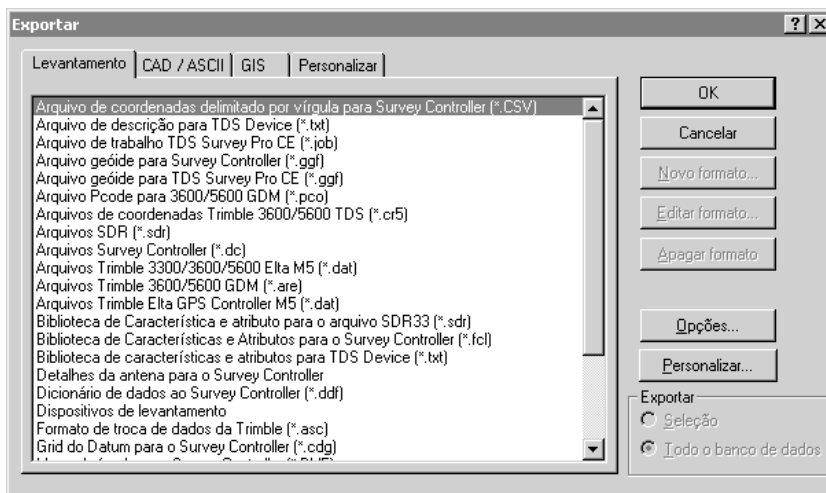 Exportar
Levantamento CAD / ASCII GIS Personalizar
Arquivo de coordenadas delimitado por vírgula para Survey Controller (*.CSV)
Arquivo de descrição para TDS Device (*.txt)
Arquivo de trabalho TDS Survey Pro CE (*.job)
Arquivo geóide para Survey Controller (*.ggf)
Arquivo geóide para TDS Survey Pro CE (*.ggf)
Arquivo Pcode para 3600/5600 GDM (*.pco)
Arquivos de coordenadas Trimble 3600/5600 TDS (*.cr5)
Arquivos SDR (*.sdr)
Arquivos Survey Controller (*.dc)
Arquivos Trimble 3300/3600/5600 Elta M5 (*.dat)
Arquivos Trimble 3600/5600 GDM (*.are)
Arquivos Trimble Elta GPS Controller M5 (*.dat)
Biblioteca de Característica e atributo para o arquivo SDR33 (*.sdr)
Biblioteca de Características e Atributos para o Survey Controller (*.fcl)
Biblioteca de características e atributos para TDS Device (*.txt)
Detalhes da antena para o Survey Controller
Dicionário de dados ao Survey Controller (*.ddf)
Dispositivos de levantamento
Formato de troca de dados da Trimble (*.asc)
Grid do Datum para o Survey Controller (*.cdg)
OK
Cancelar
Novo formato...
Editar formato...
Apagar formato
Opções...
Personalizar...
Exportar
Seleção
Todo o banco de dados